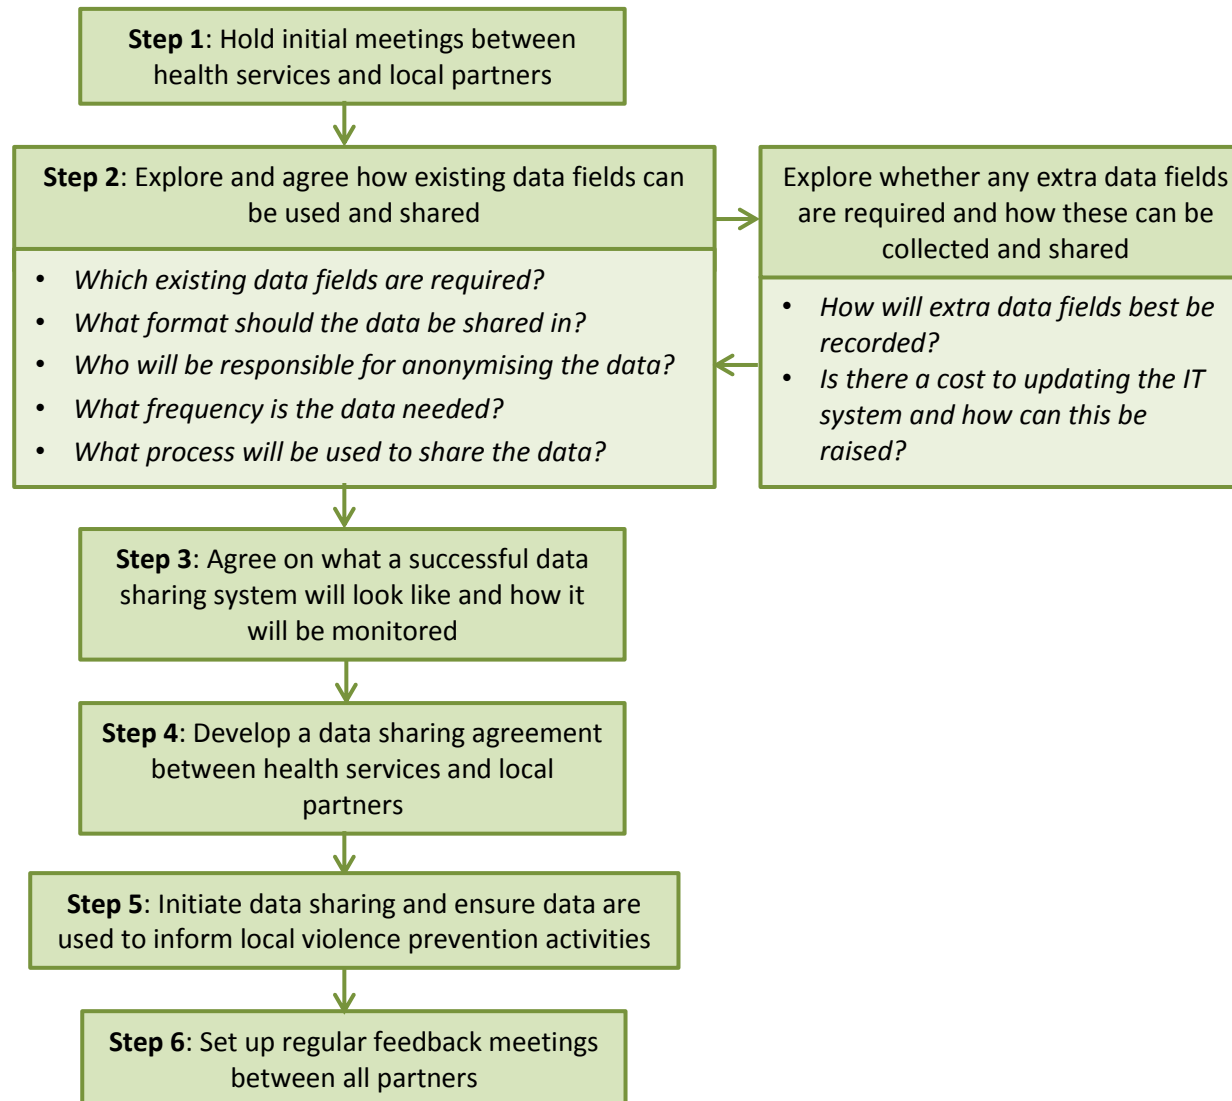 Step 1: Hold initial meetings between
health services and local partners
Step 2: Explore and agree how existing data fields can
be used and shared
• Which existing data fields are required?
• What format should the data be shared in?
• Who will be responsible for anonymising the data?
• What frequency is the data needed?
• What process will be used to share the data?
Explore whether any extra data fields
are required and how these can be
collected and shared
• How will extra data fields best be
recorded?
• Is there a cost to updating the IT
system and how can this be
raised?
Step 3: Agree on what a successful data
sharing system will look like and how it
will be monitored
Step 4: Develop a data sharing agreement
between health services and local
partners
Step 5: Initiate data sharing and ensure data are
used to inform local violence prevention activities
Step 6: Set up regular feedback meetings
between all partners